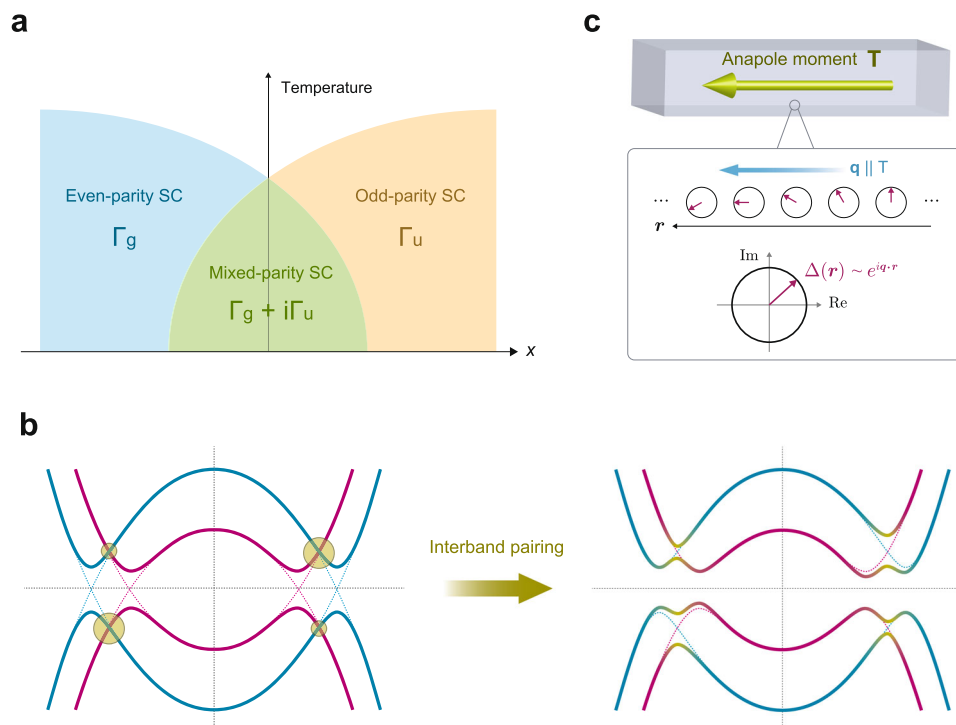 a
Temperature
Even-parity SC
Γg
Odd-parity SC
Γu
Mixed-parity SC
Γg + iΓu
x
c
Anapole moment T
q || T
... ...
r
Im
Δ(r) ~ e^{iq·r}
Re
b
Interband pairing